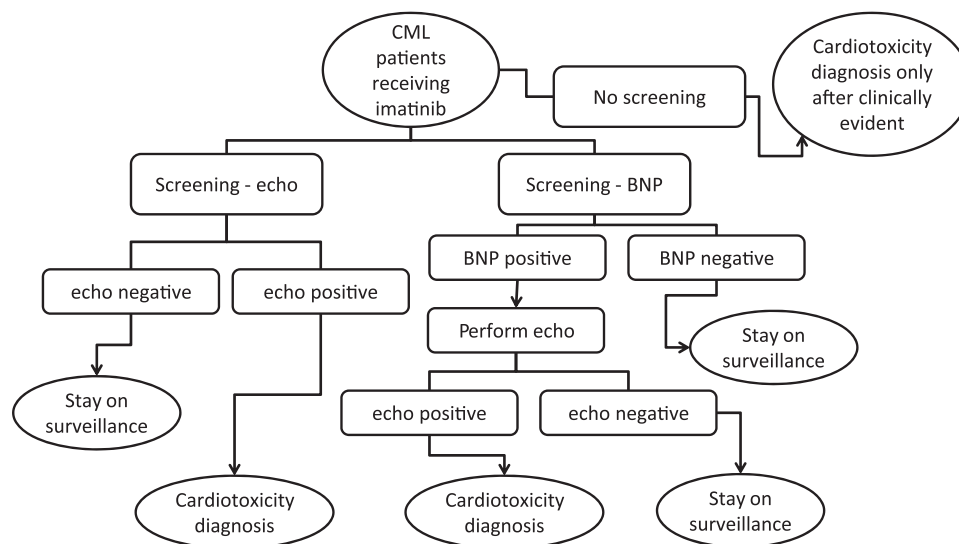 CML
patients
receiving
imatinib
No screening
Cardiotoxicity
diagnosis only
after clinically
evident
Screening - echo
Screening - BNP
BNP positive
BNP negative
echo negative
echo positive
Perform echo
Stay on
surveillance
Stay on
surveillance
echo positive
echo negative
Cardiotoxicity
diagnosis
Cardiotoxicity
diagnosis
Stay on
surveillance